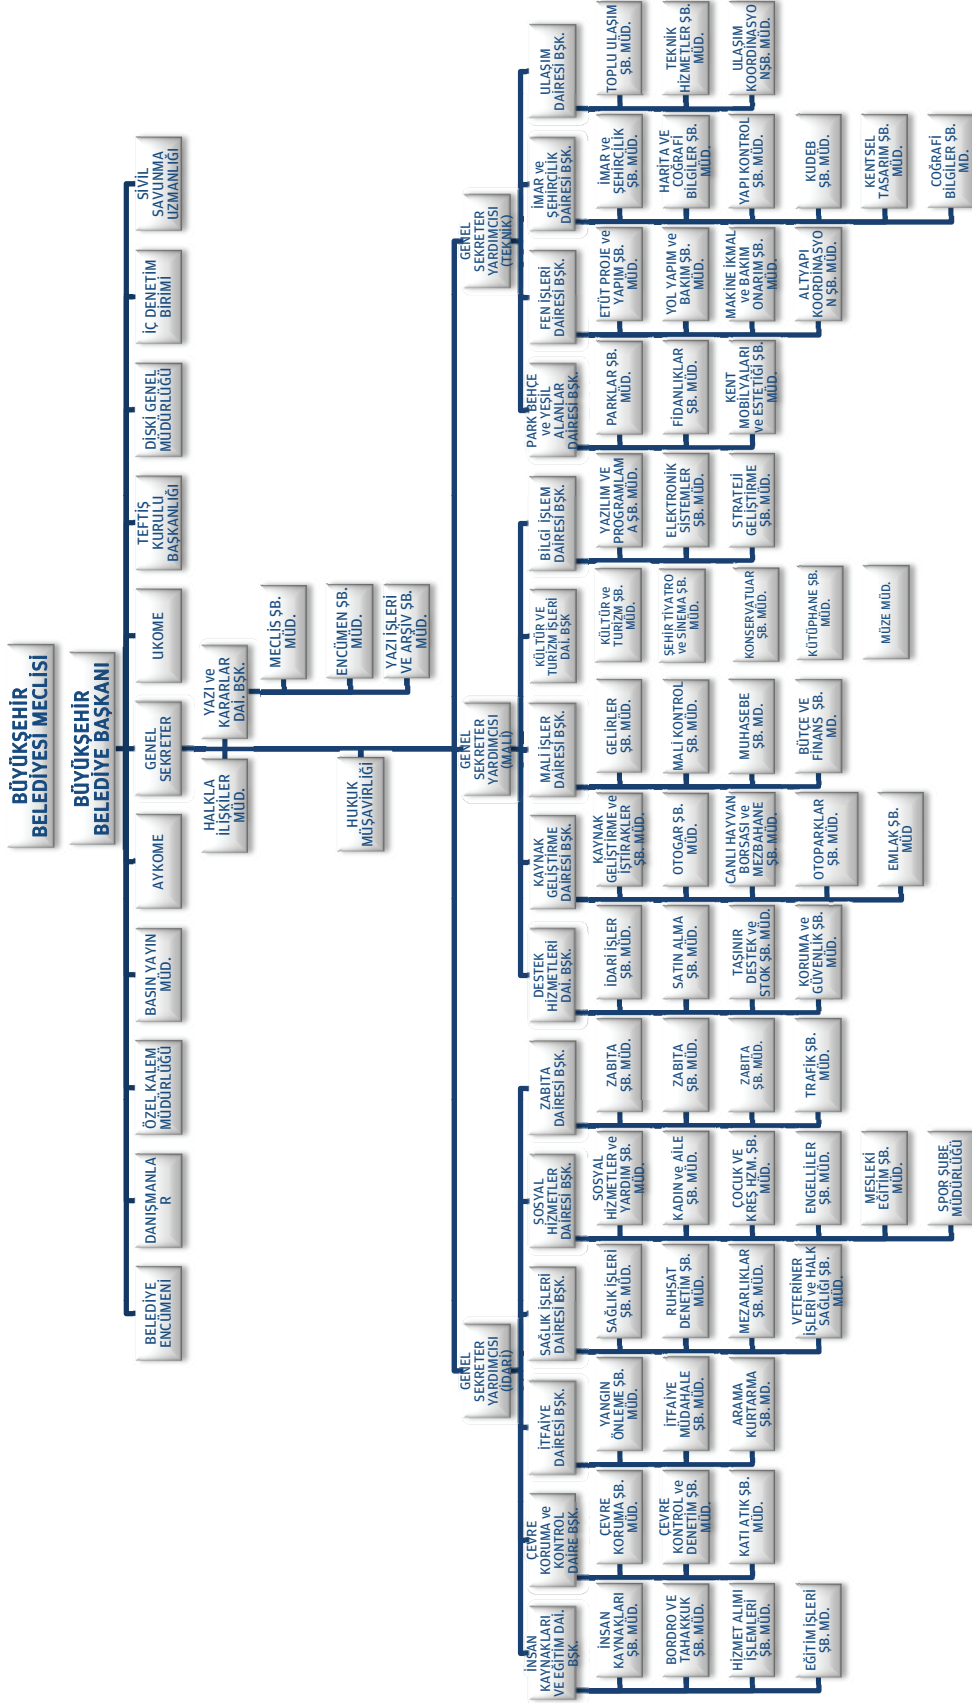 BÜYÜKŞEHİR
BELEDİYESİ MECLİSİ
BÜYÜKŞEHİR
BELEDİYE BAŞKANI
BELEDİYE
ENCÜMENİ
DANIŞMANLA
R
ÖZEL KALEM
MÜDÜRLÜĞÜ
BASIN YAYIN
MÜD.
AYKOME
GENEL
SEKRETER
UKOME
TEFTİŞ
KURULU
BAŞKANLIĞI
DİSKİ GENEL
MÜDÜRLÜĞÜ
İÇ DENETİM
BİRİMİ
SİVİL
SAVUNMA
UZMANLIĞI
HALKLA
İLİŞKİLER
MÜD.
YAZI ve
KARARLAR
DAİ. BŞK.
MECLİS ŞB.
MÜD.
ENCÜMEN ŞB.
MÜD.
YAZI İŞLERİ
VE ARŞİV ŞB.
MÜD.
HUKUK
MÜŞAVİRLİĞİ
GENEL
SEKRETER
YARDIMCISI
(İDARİ)
GENEL
SEKRETER
YARDIMCISI
(MALİ)
GENEL
SEKRETER
YARDIMCISI
(TEKNİK)
İNSAN
KAYNAKLARI
VE EĞİTİM DAİ.
BŞK.
İNSAN
KAYNAKLARI
ŞB. MÜD.
BORDRO VE
TAHAKKUK
ŞB. MÜD.
HİZMET ALIMI
İŞLEMLERİ
ŞB. MÜD.
EĞİTİM İŞLERİ
ŞB. MD.
ÇEVRE
KORUMA ve
KONTROL
DAİRE BŞK.
ÇEVRE
KORUMA ŞB.
MÜD.
ÇEVRE
KONTROL ve
DENETİM ŞB.
MÜD.
KATI ATIK ŞB.
MÜD.
İTFAİYE
DAİRESİ BŞK.
YANGIN
ÖNLEME ŞB.
MÜD.
İTFAİYE
MÜDAHALE
ŞB. MÜD.
ARAMA
KURTARMA
ŞB. MD.
SAĞLIK İŞLERİ
DAİRESİ BŞK.
SAĞLIK İŞLERİ
ŞB. MÜD.
RUHSAT
DENETİM ŞB.
MÜD.
MEZARLIKLAR
ŞB. MÜD.
VETERİNER
İŞLERİ ve HALK
SAĞLIĞI ŞB.
MÜD.
SOSYAL
HİZMETLER
DAİRESİ BŞK.
SOSYAL
HİZMETLER ve
YARDIM ŞB.
MÜD.
KADIN ve AİLE
ŞB. MÜD.
ÇOCUK VE
KREŞ HZM. ŞB.
MÜD.
ENGELLİLER
ŞB. MÜD.
MESLEKİ
EĞİTİM ŞB.
MÜD.
SPOR ŞUBE
MÜDÜRLÜĞÜ
ZABITA
DAİRESİ BŞK.
ZABITA
ŞB. MÜD.
ZABITA
ŞB. MÜD.
ZABITA
ŞB. MÜD.
TRAFİK ŞB.
MÜD.
DESTEK
HİZMETLERİ
DAİ. BŞK.
İDARİ İŞLER
ŞB. MÜD.
SATIN ALMA
ŞB. MÜD.
TAŞINIR
DESTEK ve
STOK ŞB. MÜD.
KORUMA ve
GÜVENLİK ŞB.
MÜD.
KAYNAK
GELİŞTİRME
DAİRESİ BŞK.
KAYNAK
GELİŞTİRME ve
İŞTİRAKLER
ŞB. MÜD.
OTOGAR ŞB.
MÜD.
CANLI HAYVAN
BORSASI ve
MEZBAHANE
ŞB. MÜD.
OTOPARKLAR
ŞB. MÜD.
EMLAK ŞB.
MÜD
MALİ İŞLER
DAİRESİ BŞK.
GELİRLER
ŞB. MÜD.
MALİ KONTROL
ŞB. MÜD.
MUHASEBE
ŞB. MD.
BÜTÇE VE
FİNANS ŞB.
MD.
KÜLTÜR VE
TURİZM İŞLERİ
DAİ. BŞK
KÜLTÜR ve
TURİZM ŞB.
MÜD.
ŞEHİR TİYATRO
ve SİNEMA ŞB.
MÜD.
KONSERVATUAR
ŞB. MÜD.
KÜTÜPHANE ŞB.
MÜD.
MÜZE MÜD.
BİLGİ İŞLEM
DAİRESİ BŞK.
YAZILIM VE
PROGRAMLAM
A ŞB. MÜD.
ELEKTRONİK
SİSTEMLER
ŞB. MÜD.
STRATEJİ
GELİŞTİRME
ŞB. MÜD.
PARK BEHÇE
ve YEŞİL
ALANLAR
DAİRESİ BŞK.
PARKLAR ŞB.
MÜD.
FİDANLIKLAR
ŞB. MÜD.
KENT
MOBİLYALARI
ve ESTETİĞİ ŞB.
MÜD.
FEN İŞLERİ
DAİRESİ BŞK.
ETÜT PROJE ve
YAPIM ŞB.
MÜD.
YOL YAPIM ve
BAKIM ŞB.
MÜD.
MAKİNE İKMAL
ve BAKIM
ONARIM ŞB.
MÜD.
ALTYAPI
KOORDİNASYO
N ŞB. MÜD.
İMAR ve
ŞEHİRCİLİK
DAİRESİ BŞK.
İMAR ve
ŞEHİRCİLİK
ŞB. MÜD.
HARİTA VE
COĞRAFİ
BİLGİLER ŞB.
MÜD.
YAPI KONTROL
ŞB. MÜD.
KUDEB
ŞB. MÜD.
KENTSEL
TASARIM ŞB.
MÜD.
COĞRAFİ
BİLGİLER ŞB.
MD.
ULAŞIM
DAİRESİ BŞK.
TOPLU ULAŞIM
ŞB. MÜD.
TEKNİK
HİZMETLER ŞB.
MÜD.
ULAŞIM
KOORDİNASYO
NŞB. MÜD.